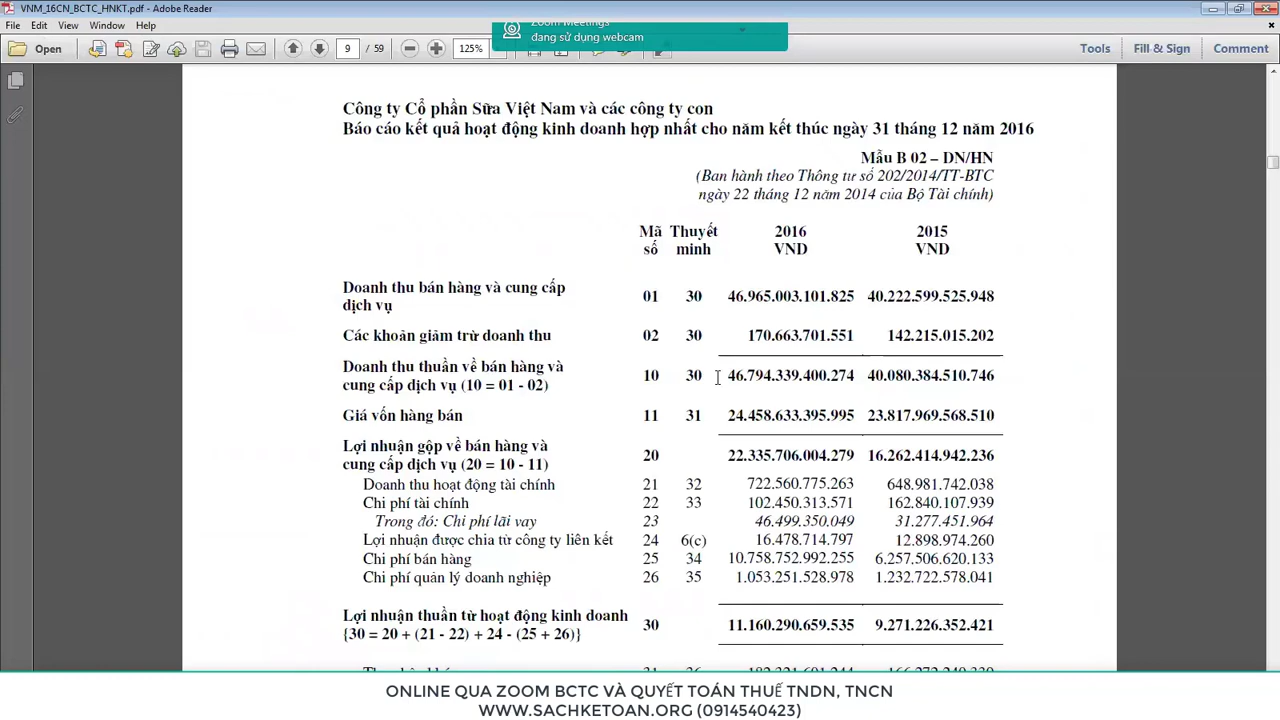 VNM_16CN_BCTC_HNKT.pdf - Adobe Reader
File Edit View Window Help
Zoom Meetings
đang sử dụng webcam
Open 9 / 59 125% Tools Fill & Sign Comment
Công ty Cổ phần Sữa Việt Nam và các công ty con
Báo cáo kết quả hoạt động kinh doanh hợp nhất cho năm kết thúc ngày 31 tháng 12 năm 2016
Mẫu B 02 – DN/HN
(Ban hành theo Thông tư số 202/2014/TT-BTC
ngày 22 tháng 12 năm 2014 của Bộ Tài chính)
Mã Thuyết 2016 2015
số minh VND VND
Doanh thu bán hàng và cung cấp
dịch vụ 01 30 46.965.003.101.825 40.222.599.525.948
Các khoản giảm trừ doanh thu 02 30 170.663.701.551 142.215.015.202
Doanh thu thuần về bán hàng và
cung cấp dịch vụ (10 = 01 - 02) 10 30 46.794.339.400.274 40.080.384.510.746
Giá vốn hàng bán 11 31 24.458.633.395.995 23.817.969.568.510
Lợi nhuận gộp về bán hàng và
cung cấp dịch vụ (20 = 10 - 11) 20 22.335.706.004.279 16.262.414.942.236
Doanh thu hoạt động tài chính 21 32 722.560.775.263 648.981.742.038
Chi phí tài chính 22 33 102.450.313.571 162.840.107.939
Trong đó: Chi phí lãi vay 23 46.499.350.049 31.277.451.964
Lợi nhuận được chia từ công ty liên kết 24 6(c) 16.478.714.797 12.898.974.260
Chi phí bán hàng 25 34 10.758.752.992.255 6.257.506.620.133
Chi phí quản lý doanh nghiệp 26 35 1.053.251.528.978 1.232.722.578.041
Lợi nhuận thuần từ hoạt động kinh doanh
{30 = 20 + (21 - 22) + 24 - (25 + 26)} 30 11.160.290.659.535 9.271.226.352.421
ONLINE QUA ZOOM BCTC VÀ QUYẾT TOÁN THUẾ TNDN, TNCN
WWW.SACHKETOAN.ORG (0914540423)